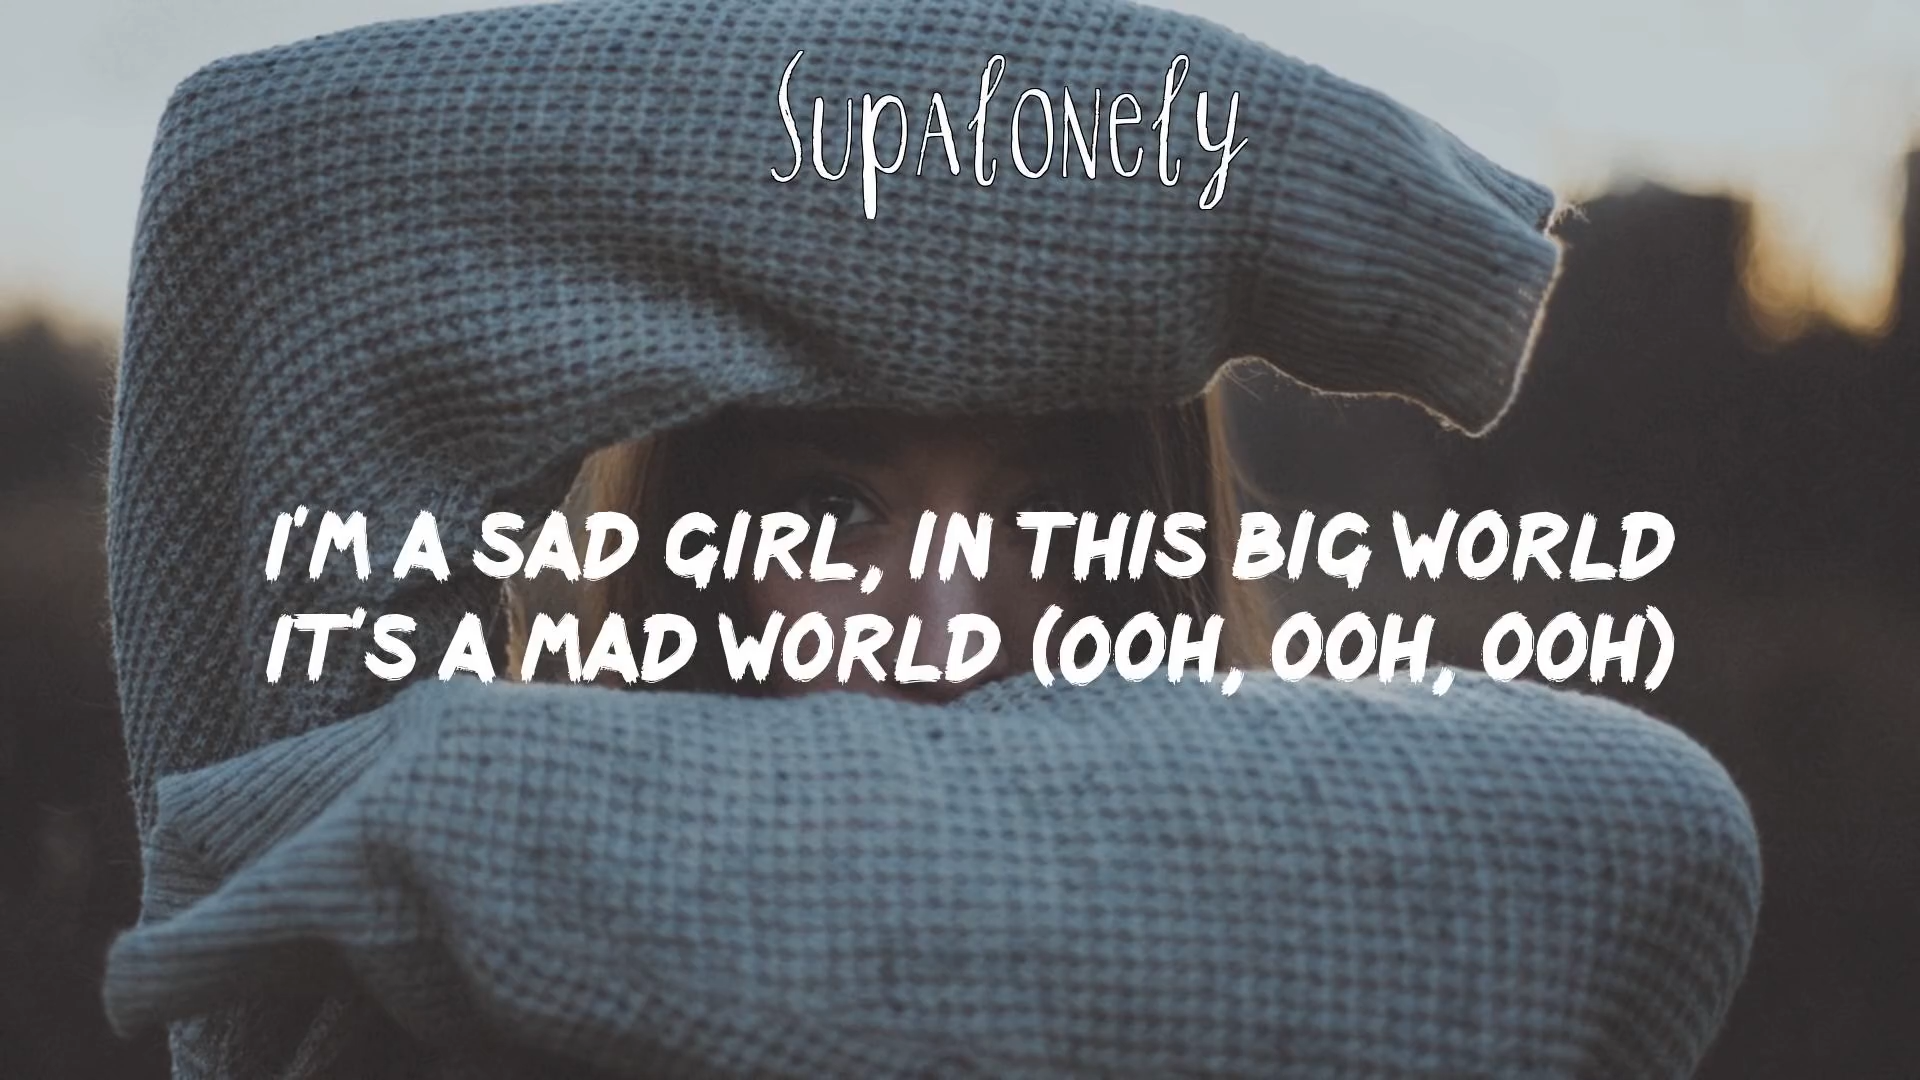 SupAlonely
I'M A SAD GIRL, IN THIS BIG WORLD
IT'S A MAD WORLD (OOH, OOH, OOH)